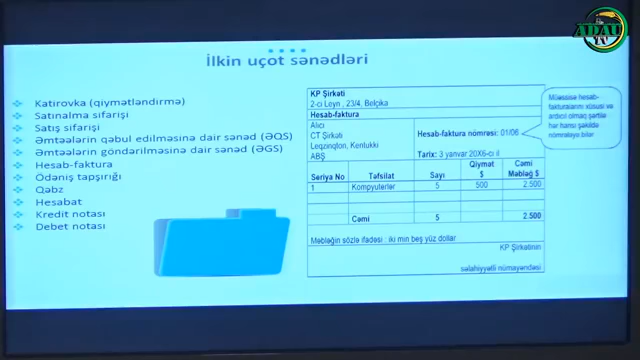 ADAU
TV
İlkin uçot sənədləri
Katirovka (qiymətləndirmə)
Satınalma sifarişi
Satış sifarişi
Əmtəələrin qəbul edilməsinə dair sənəd (ƏQS)
Əmtəələrin göndərilməsinə dair sənəd (ƏGS)
Hesab-faktura
Ödəniş tapşırığı
Qəbz
Hesabat
Kredit notası
Debet notası
KP Şirkəti
2-ci Leyn , 23/4, Belçika
Hesab-faktura
Alıcı
CT Şirkəti
Leqzinqton, Kentukki
ABŞ
Hesab-faktura nömrəsi: 01/06
Tarix: 3 yanvar 20X6-cı il
Seriya No Təfsilat Sayı Qiymət $ Cəmi Məbləğ $
1 Kompyuterlər 5 500 2.500
Cəmi 5 2.500
Məbləğin sözlə ifadəsi : iki min beş yüz dollar
KP Şirkətinin
səlahiyyətli nümayəndəsi
Müəssisə hesab-
fakturalarını xüsusi və
ardıcıl olmaq şərtilə
hər hansı şəkildə
nömrələyə bilər